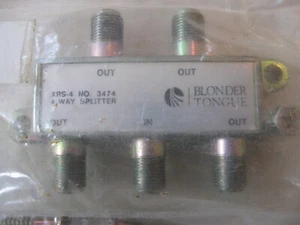 OUT OUT
XRS-4 NO. 3474
4 WAY SPLITTER
BLONDER
TONGUE
OUT IN OUT